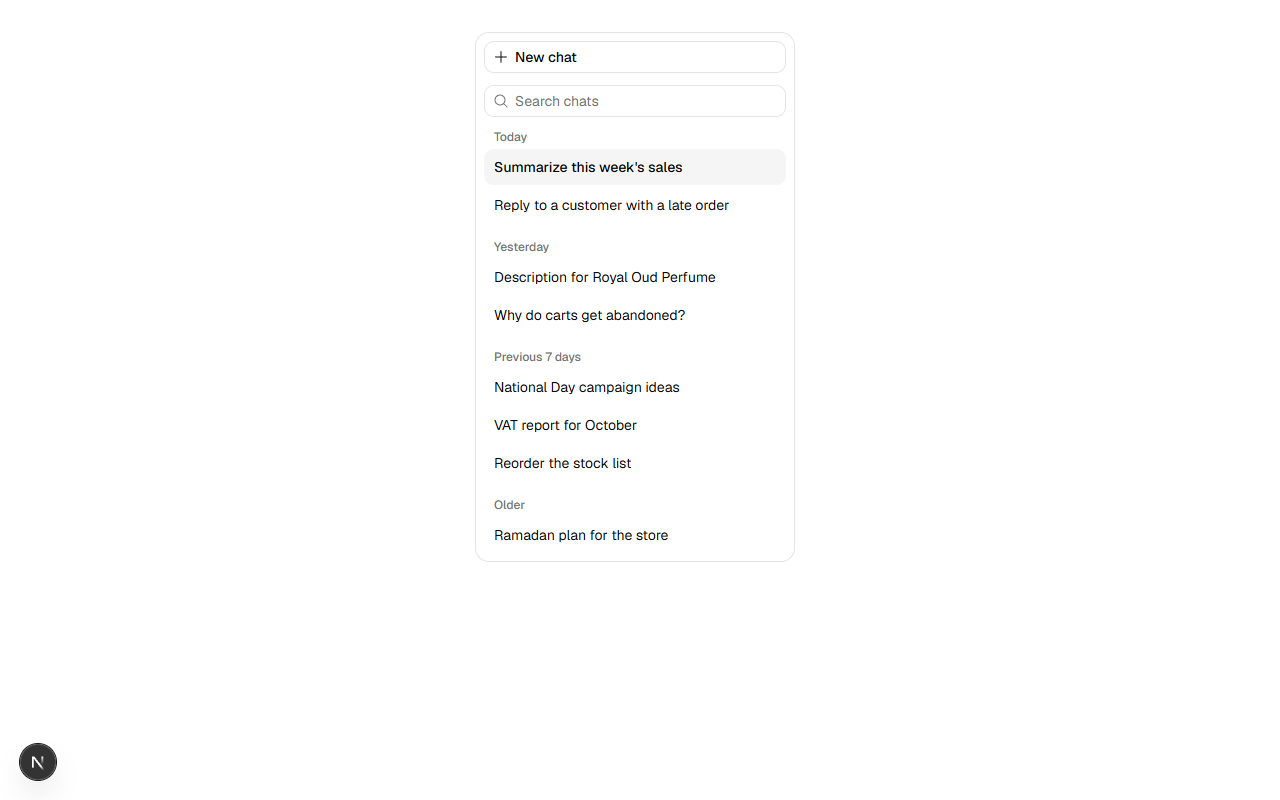 New chat
Search chats
Today
Summarize this week's sales
Reply to a customer with a late order
Yesterday
Description for Royal Oud Perfume
Why do carts get abandoned?
Previous 7 days
National Day campaign ideas
VAT report for October
Reorder the stock list
Older
Ramadan plan for the store
N